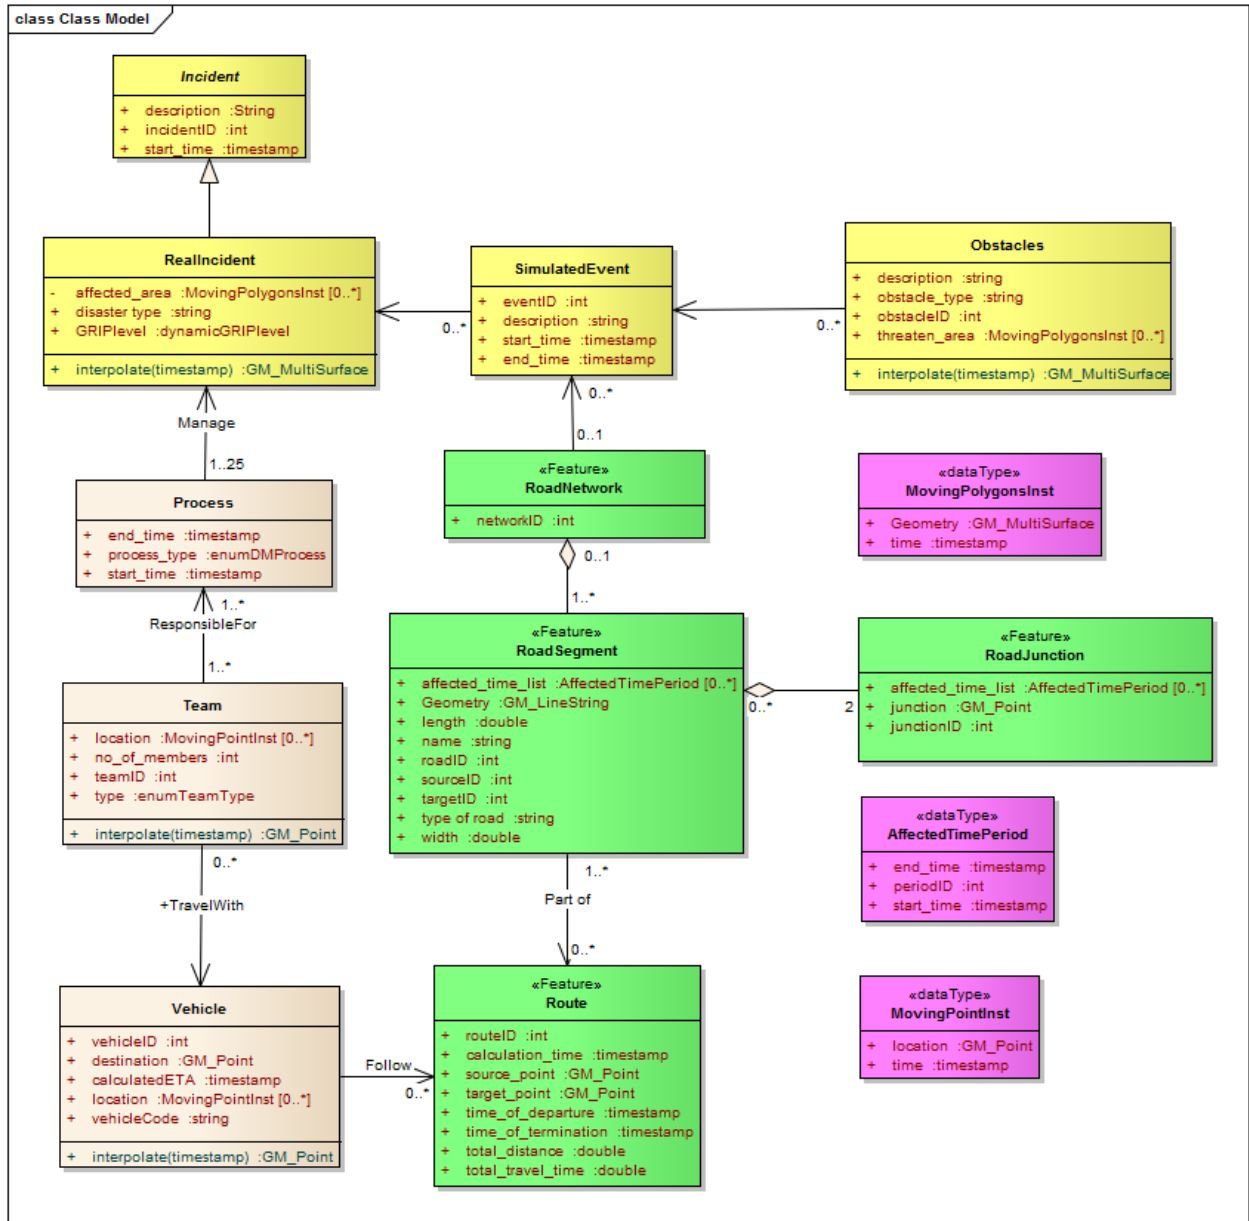 class Class Model
Incident
+ description :String
+ incidentID :int
+ start_time :timestamp
RealIncident
- affected_area :MovingPolygonsInst [0..*]
+ disaster type :string
+ GRIPlevel :dynamicGRIPlevel
+ interpolate(timestamp) :GM_MultiSurface
SimulatedEvent
+ eventID :int
+ description :string
+ start_time :timestamp
+ end_time :timestamp
Obstacles
+ description :string
+ obstacle_type :string
+ obstacleID :int
+ threaten_area :MovingPolygonsInst [0..*]
+ interpolate(timestamp) :GM_MultiSurface
0..*
0..*
Manage
1..25
0..*
0..1
Process
+ end_time :timestamp
+ process_type :enumDMProcess
+ start_time :timestamp
«Feature»
RoadNetwork
+ networkID :int
«dataType»
MovingPolygonsInst
+ Geometry :GM_MultiSurface
+ time :timestamp
0..1
1..*
1..*
ResponsibleFor
1..*
Team
+ location :MovingPointInst [0..*]
+ no_of_members :int
+ teamID :int
+ type :enumTeamType
+ interpolate(timestamp) :GM_Point
«Feature»
RoadSegment
+ affected_time_list :AffectedTimePeriod [0..*]
+ Geometry :GM_LineString
+ length :double
+ name :string
+ roadID :int
+ sourceID :int
+ targetID :int
+ type of road :string
+ width :double
0..*
2
«Feature»
RoadJunction
+ affected_time_list :AffectedTimePeriod [0..*]
+ junction :GM_Point
+ junctionID :int
«dataType»
AffectedTimePeriod
+ end_time :timestamp
+ periodID :int
+ start_time :timestamp
0..*
+TravelWith
1..*
Part of
0..*
Vehicle
+ vehicleID :int
+ destination :GM_Point
+ calculatedETA :timestamp
+ location :MovingPointInst [0..*]
+ vehicleCode :string
+ interpolate(timestamp) :GM_Point
Follow
0..*
«Feature»
Route
+ routeID :int
+ calculation_time :timestamp
+ source_point :GM_Point
+ target_point :GM_Point
+ time_of_departure :timestamp
+ time_of_termination :timestamp
+ total_distance :double
+ total_travel_time :double
«dataType»
MovingPointInst
+ location :GM_Point
+ time :timestamp